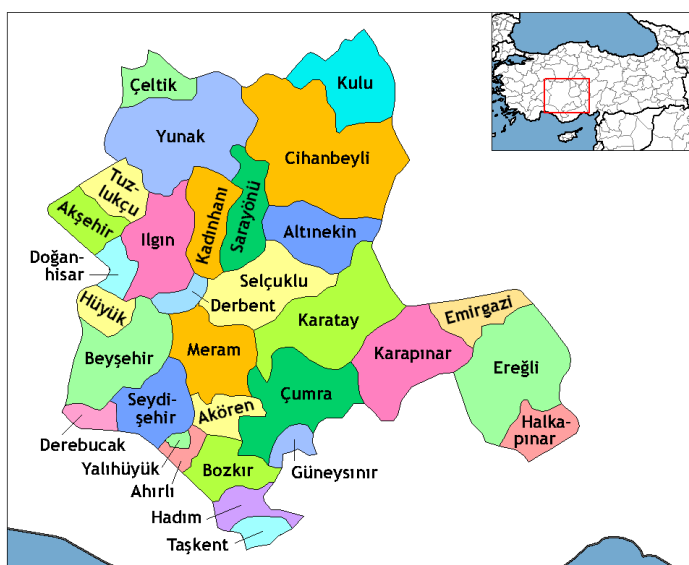 Çeltik
Kulu
Yunak
Cihanbeyli
Tuz-
lukçu
Akşehir
Ilgın
Kadınhanı
Sarayönü
Altınekin
Doğan-
hisar
Selçuklu
Derbent
Hüyük
Emirgazi
Karatay
Meram
Karapınar
Beyşehir
Ereğli
Çumra
Seydi-
şehir
Akören
Halka-
pınar
Derebucak
Yalıhüyük
Bozkır
Güneysınır
Ahırlı
Hadım
Taşkent